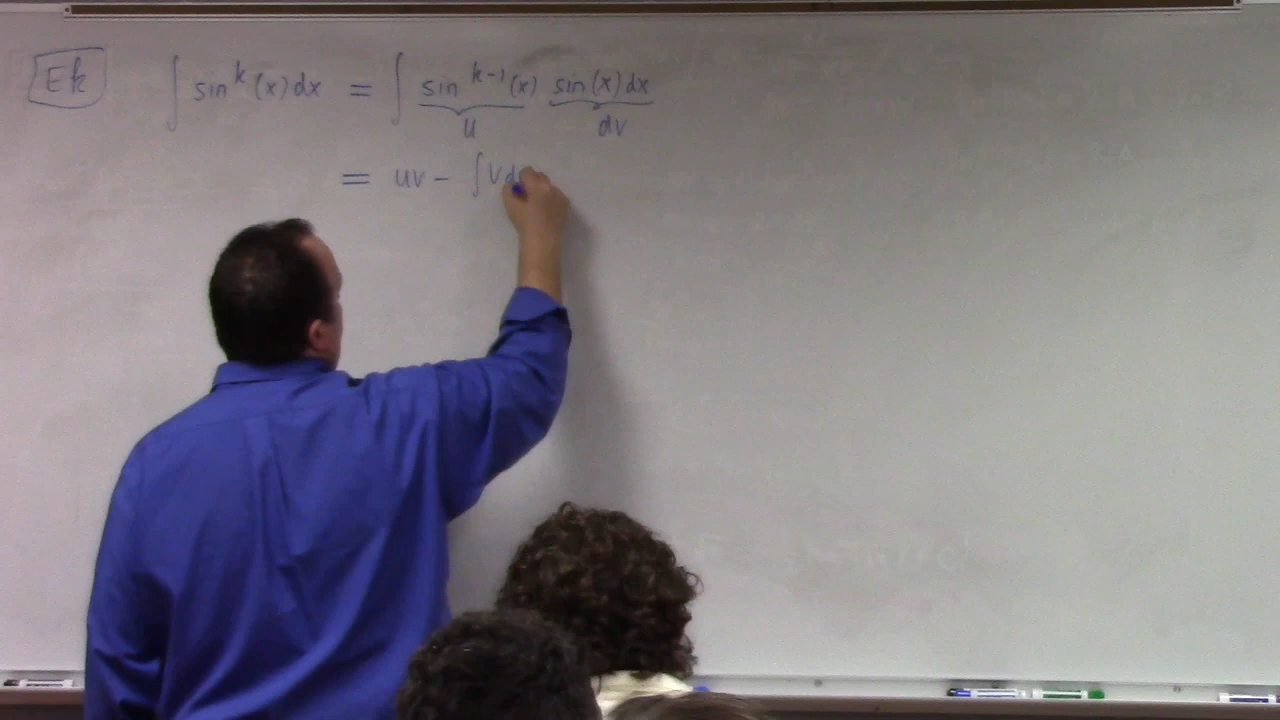 Ek ∫ sin^k (x) dx = ∫ sin^{k-1} (x) sin (x) dx
u dv
= uv - ∫ v d